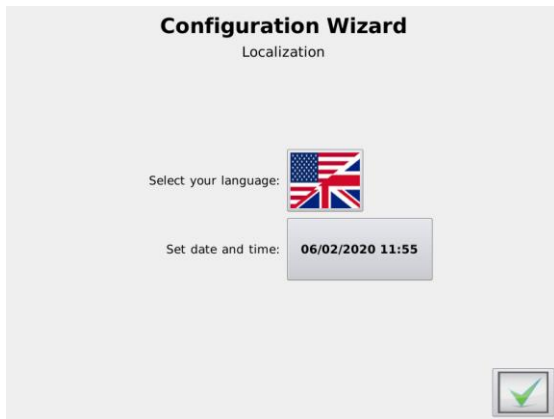 Configuration Wizard
Localization
Select your language:
Set date and time: 06/02/2020 11:55